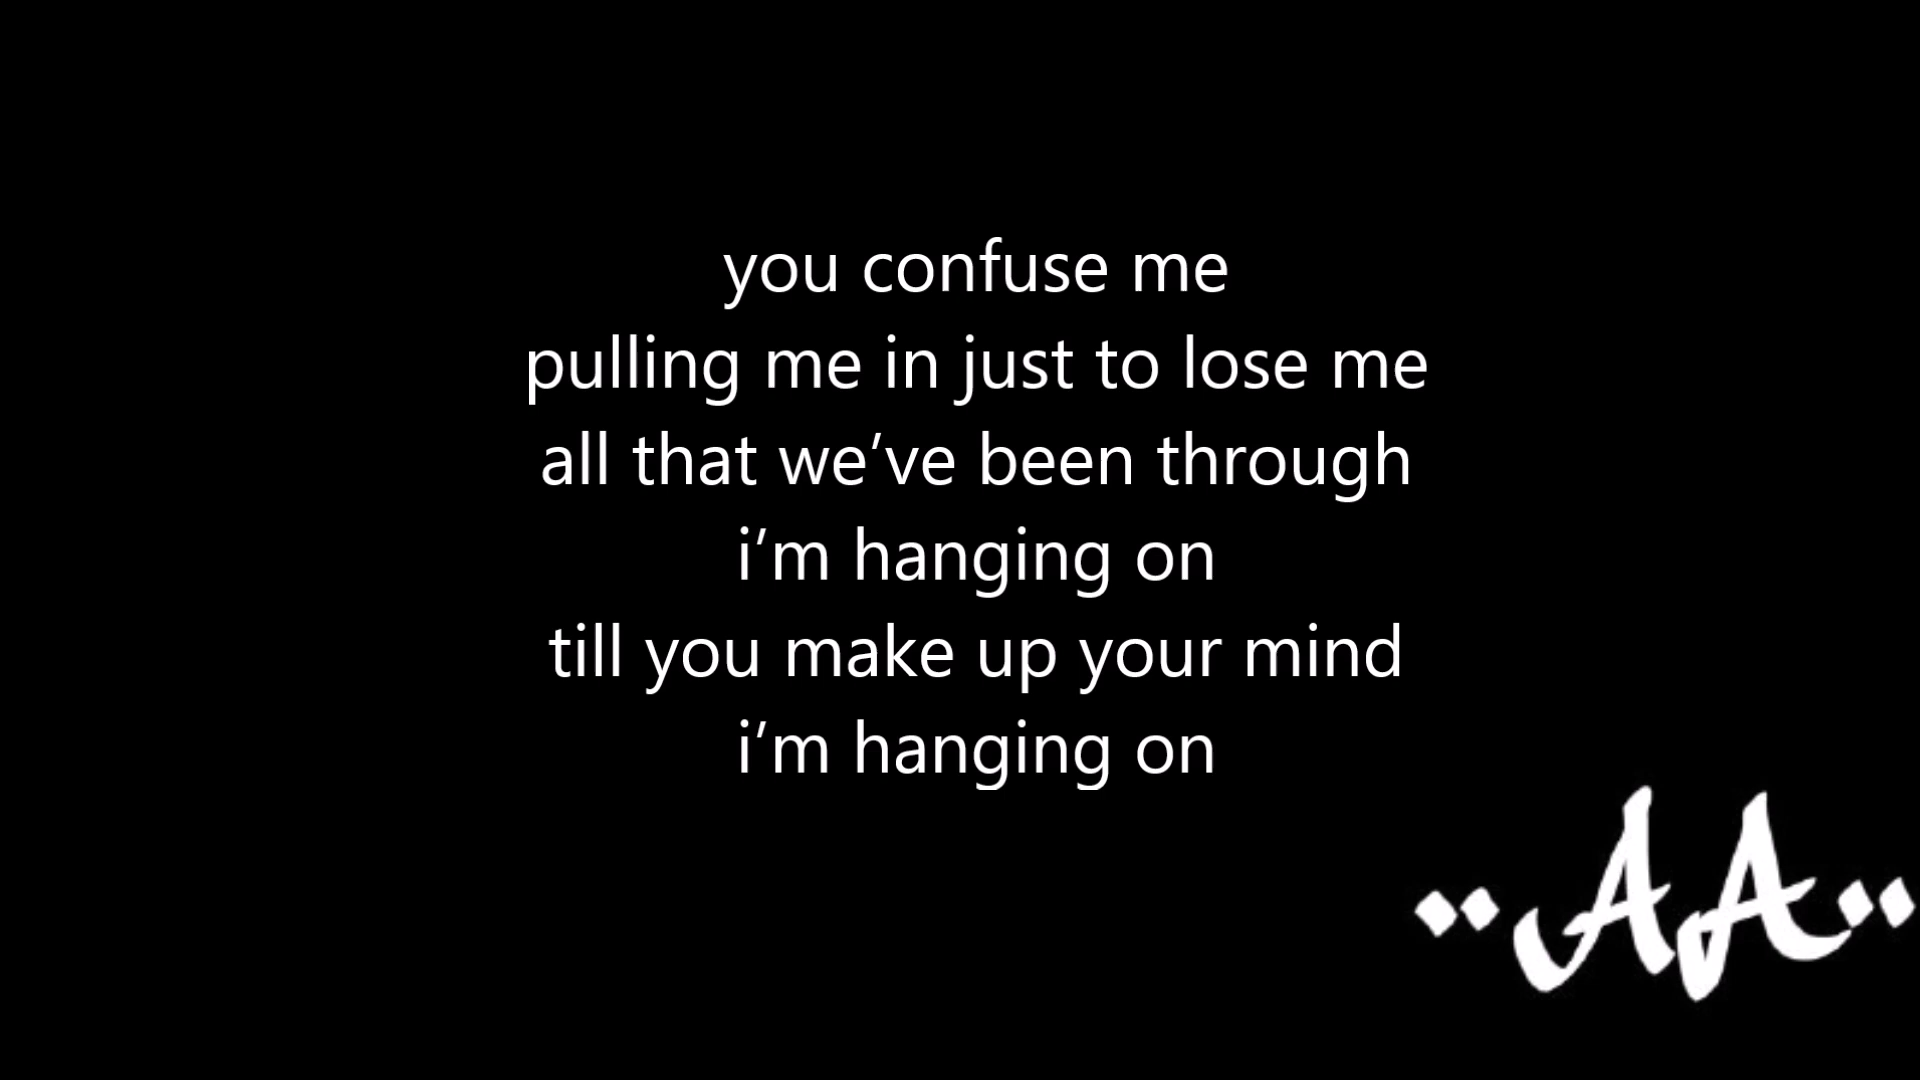 you confuse me
pulling me in just to lose me
all that we’ve been through
i’m hanging on
till you make up your mind
i’m hanging on
AA